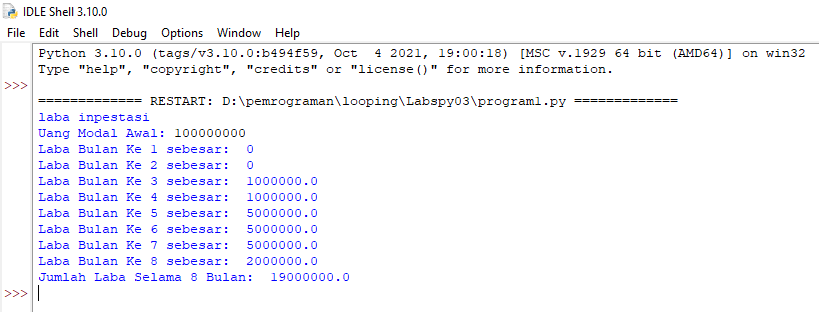 IDLE Shell 3.10.0
File Edit Shell Debug Options Window Help
Python 3.10.0 (tags/v3.10.0:b494f59, Oct  4 2021, 19:00:18) [MSC v.1929 64 bit (AMD64)] on win32
Type "help", "copyright", "credits" or "license()" for more information.
>>>
============= RESTART: D:\pemrograman\looping\Labspy03\program1.py =============
laba inpestasi
Uang Modal Awal: 100000000
Laba Bulan Ke 1 sebesar:  0
Laba Bulan Ke 2 sebesar:  0
Laba Bulan Ke 3 sebesar:  1000000.0
Laba Bulan Ke 4 sebesar:  1000000.0
Laba Bulan Ke 5 sebesar:  5000000.0
Laba Bulan Ke 6 sebesar:  5000000.0
Laba Bulan Ke 7 sebesar:  5000000.0
Laba Bulan Ke 8 sebesar:  2000000.0
Jumlah Laba Selama 8 Bulan:  19000000.0
>>>